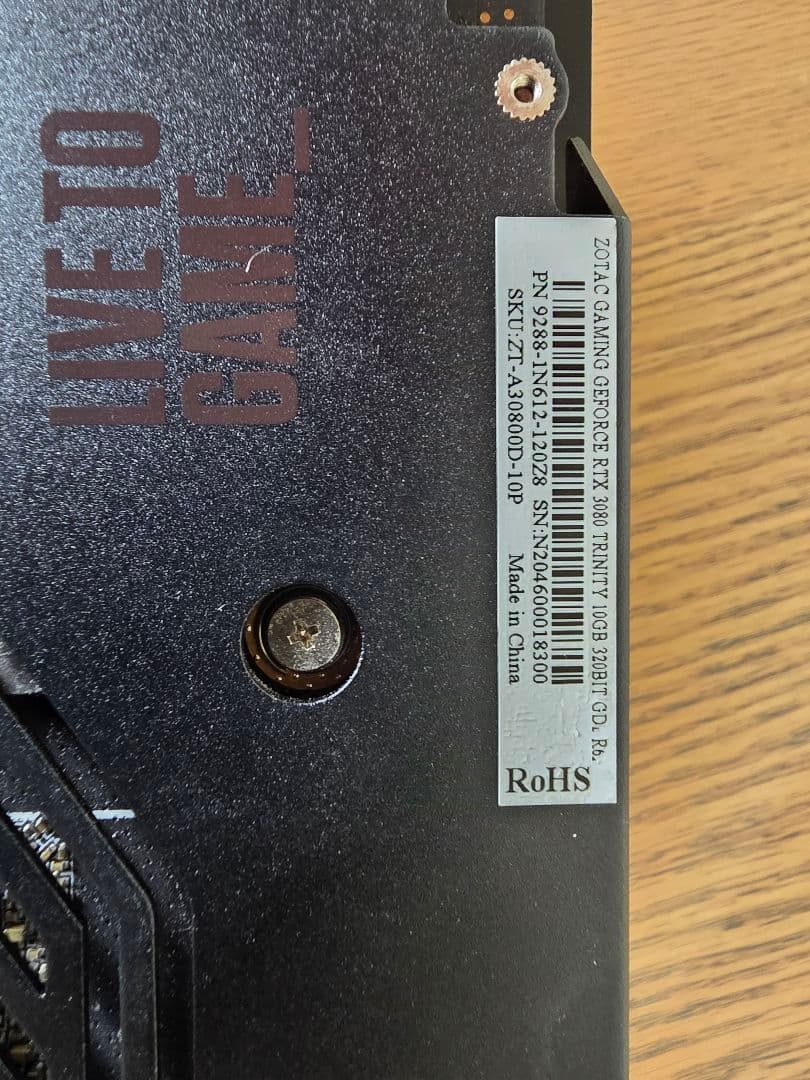 LIVE TO
GAME_
ZOTAC GAMING GEFORCE RTX 3080 TRINITY 10GB 320BIT
PN 9288-1N612-120Z8 SN:N204600018300
SKU:ZT-A30800D-10P Made in China
RoHS